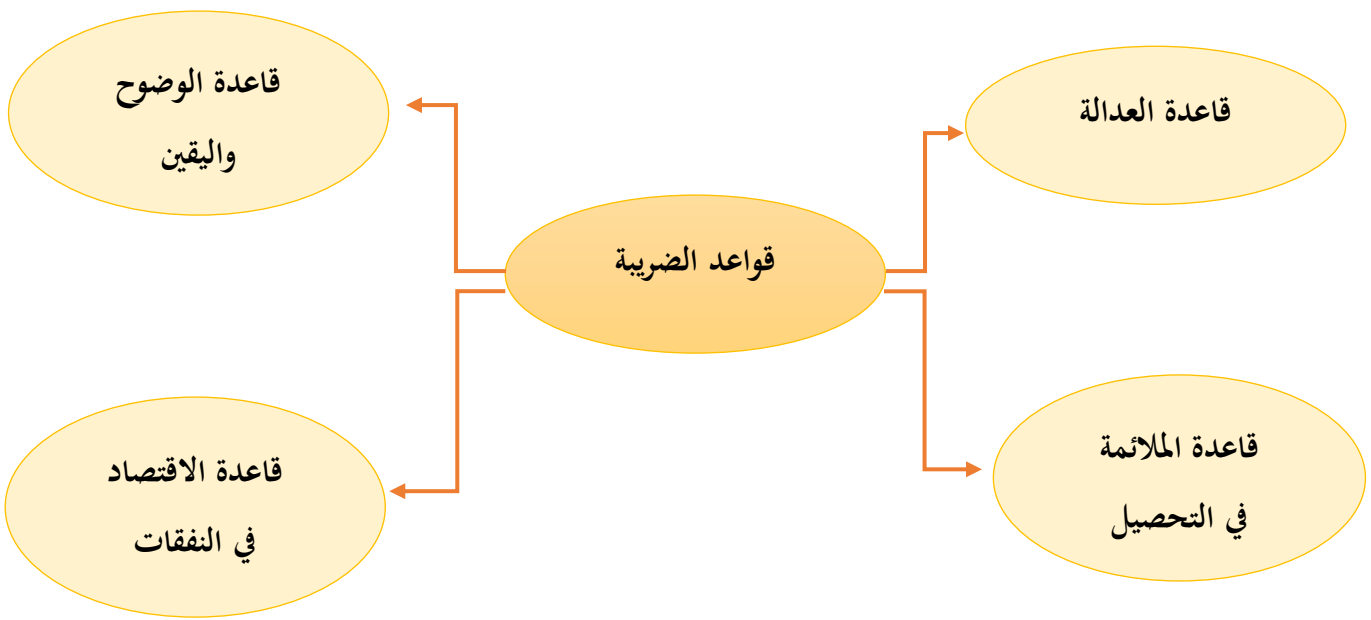 قاعدة العدالة
قاعدة الوضوح
واليقين
قواعد الضريبة
قاعدة الملائمة
في التحصيل
قاعدة الاقتصاد
في النفقات